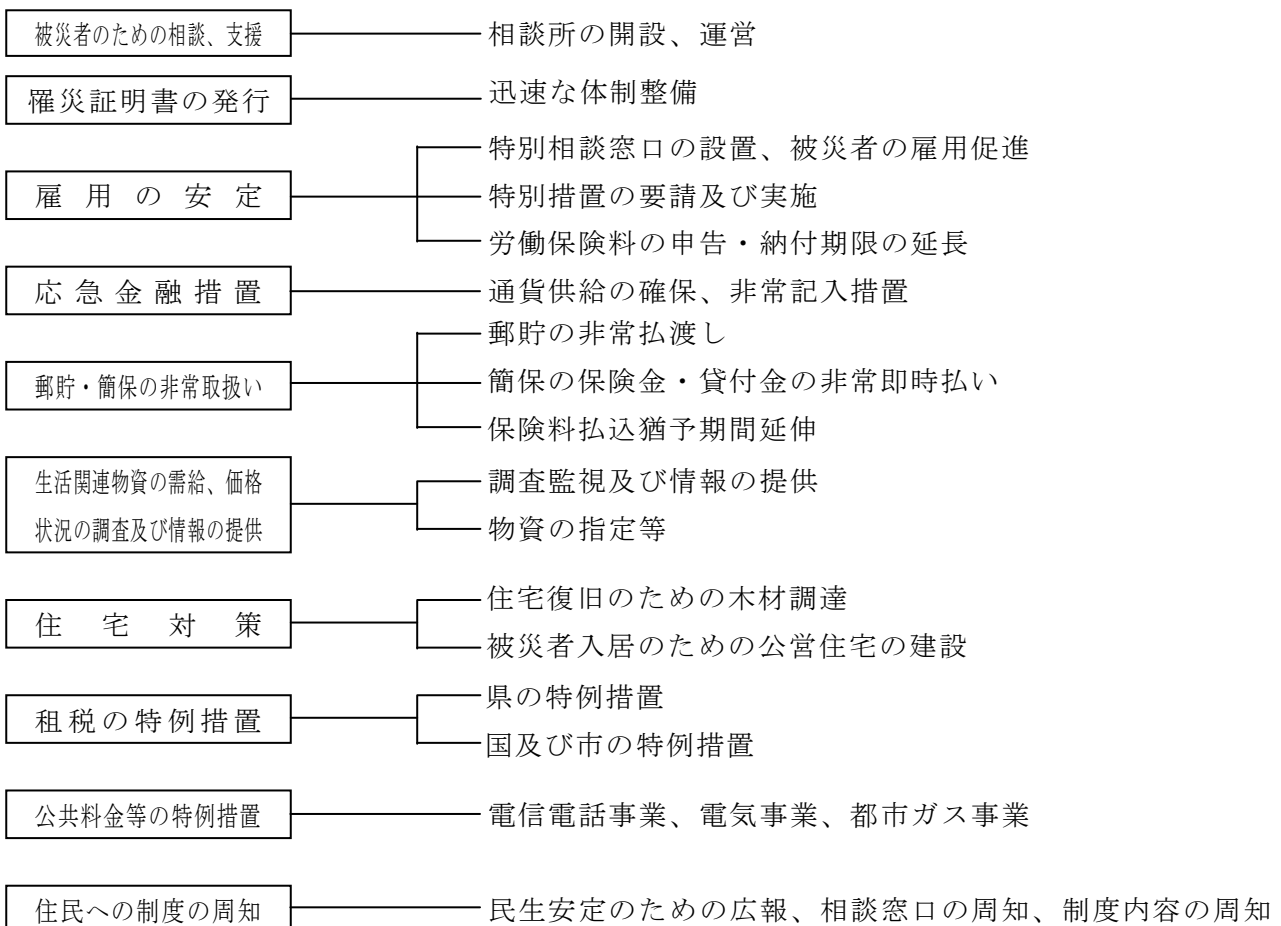 被災者のための相談、支援
相談所の開設、運営
罹災証明書の発行
迅速な体制整備
雇用の安定
特別相談窓口の設置、被災者の雇用促進
特別措置の要請及び実施
労働保険料の申告・納付期限の延長
応急金融措置
通貨供給の確保、非常記入措置
郵貯・簡保の非常取扱い
郵貯の非常払渡し
簡保の保険金・貸付金の非常即時払い
保険料払込猶予期間延伸
生活関連物資の需給、価格
状況の調査及び情報の提供
調査監視及び情報の提供
物資の指定等
住宅対策
住宅復旧のための木材調達
被災者入居のための公営住宅の建設
租税の特例措置
県の特例措置
国及び市の特例措置
公共料金等の特例措置
電信電話事業、電気事業、都市ガス事業
住民への制度の周知
民生安定のための広報、相談窓口の周知、制度内容の周知